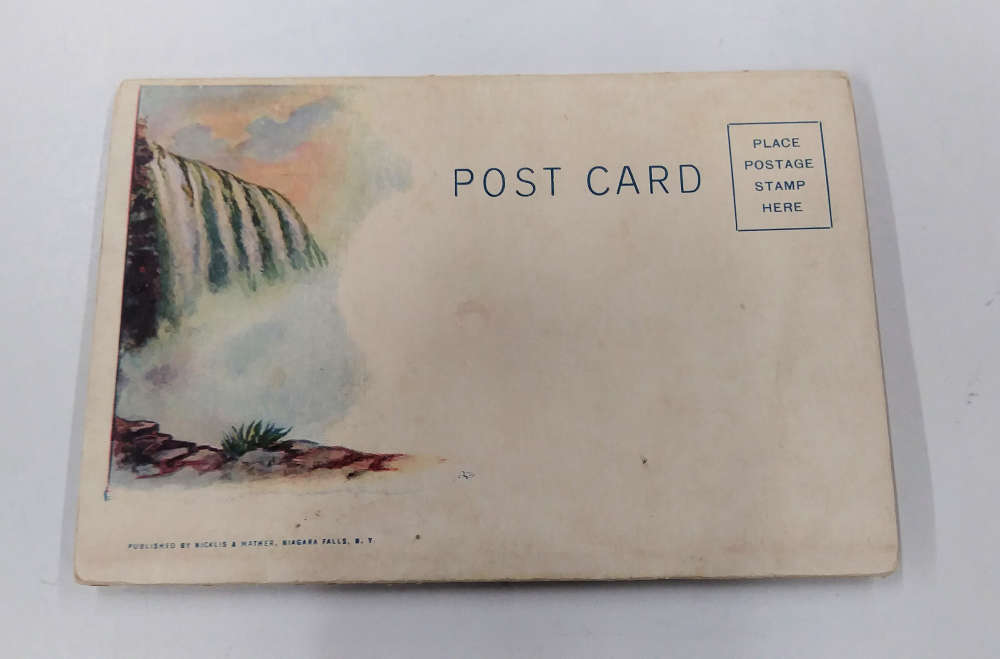 POST CARD
PLACE
POSTAGE
STAMP
HERE
PUBLISHED BY NICKLIS & MATHER, NIAGARA FALLS, N. Y.